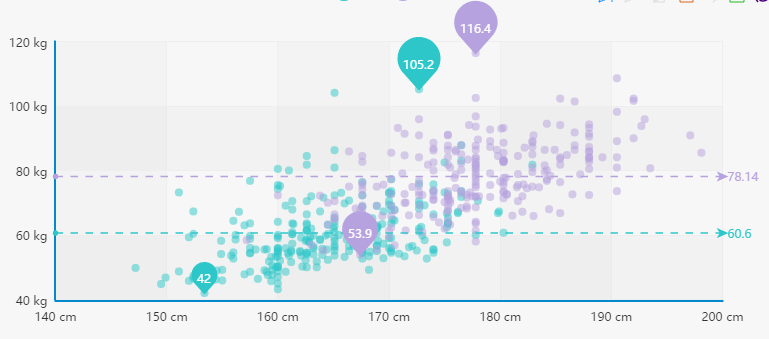 116.4
120 kg
105.2
100 kg
80 kg
78.14
60 kg
53.9
60.6
42
40 kg
140 cm 150 cm 160 cm 170 cm 180 cm 190 cm 200 cm